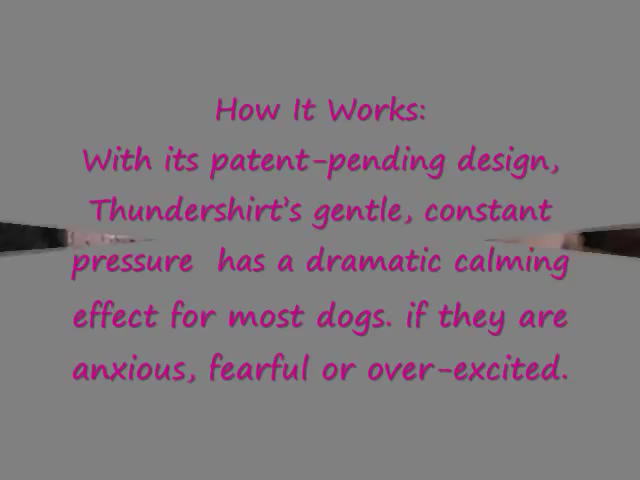 How It Works:
With its patent-pending design,
Thundershirt's gentle, constant
pressure  has a dramatic calming
effect for most dogs. if they are
anxious, fearful or over-excited.